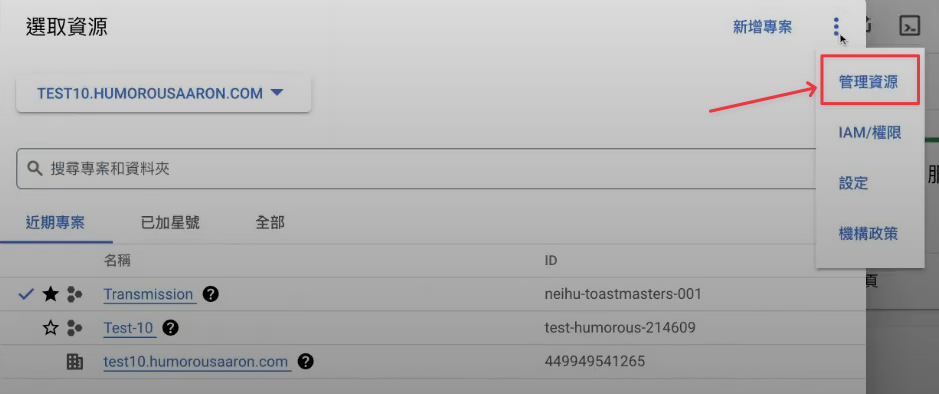 選取資源
新增專案
TEST10.HUMOROUSAARON.COM
管理資源
搜尋專案和資料夾
IAM/權限
設定
近期專案 已加星號 全部
機構政策
名稱 ID
Transmission neihu-toastmasters-001
Test-10 test-humorous-214609
test10.humorousaaron.com 449949541265